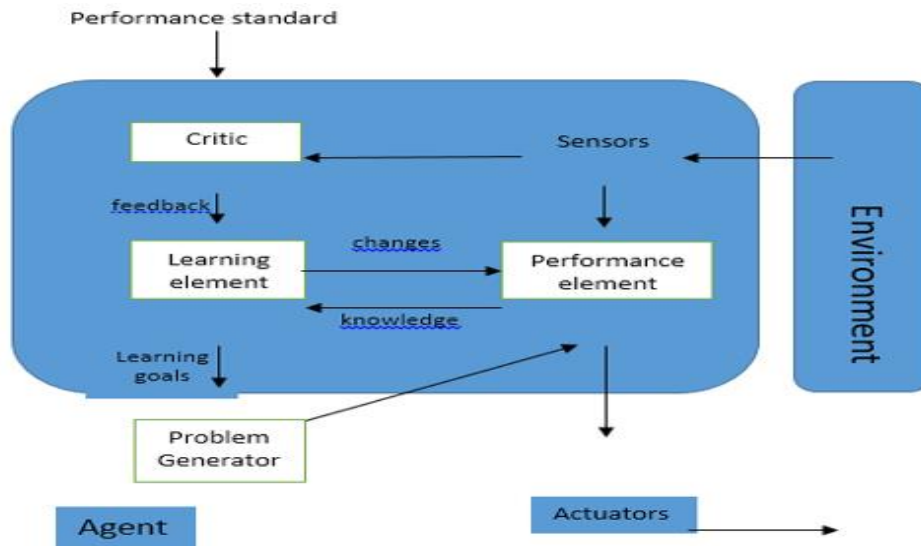 Performance standard
Critic
Sensors
feedback
changes
Learning
element
Performance
element
knowledge
Learning
goals
Problem
Generator
Agent
Actuators
Environment